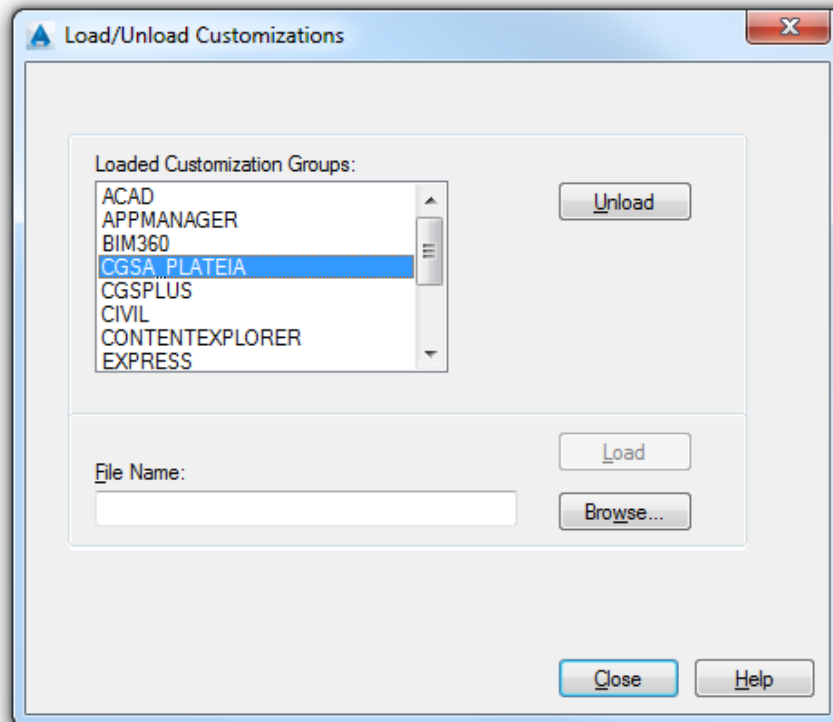 Load/Unload Customizations
Loaded Customization Groups:
ACAD
APPMANAGER
BIM360
CGSA_PLATEIA
CGSPLUS
CIVIL
CONTENTEXPLORER
EXPRESS
Unload
Load
File Name:
Browse...
Close
Help